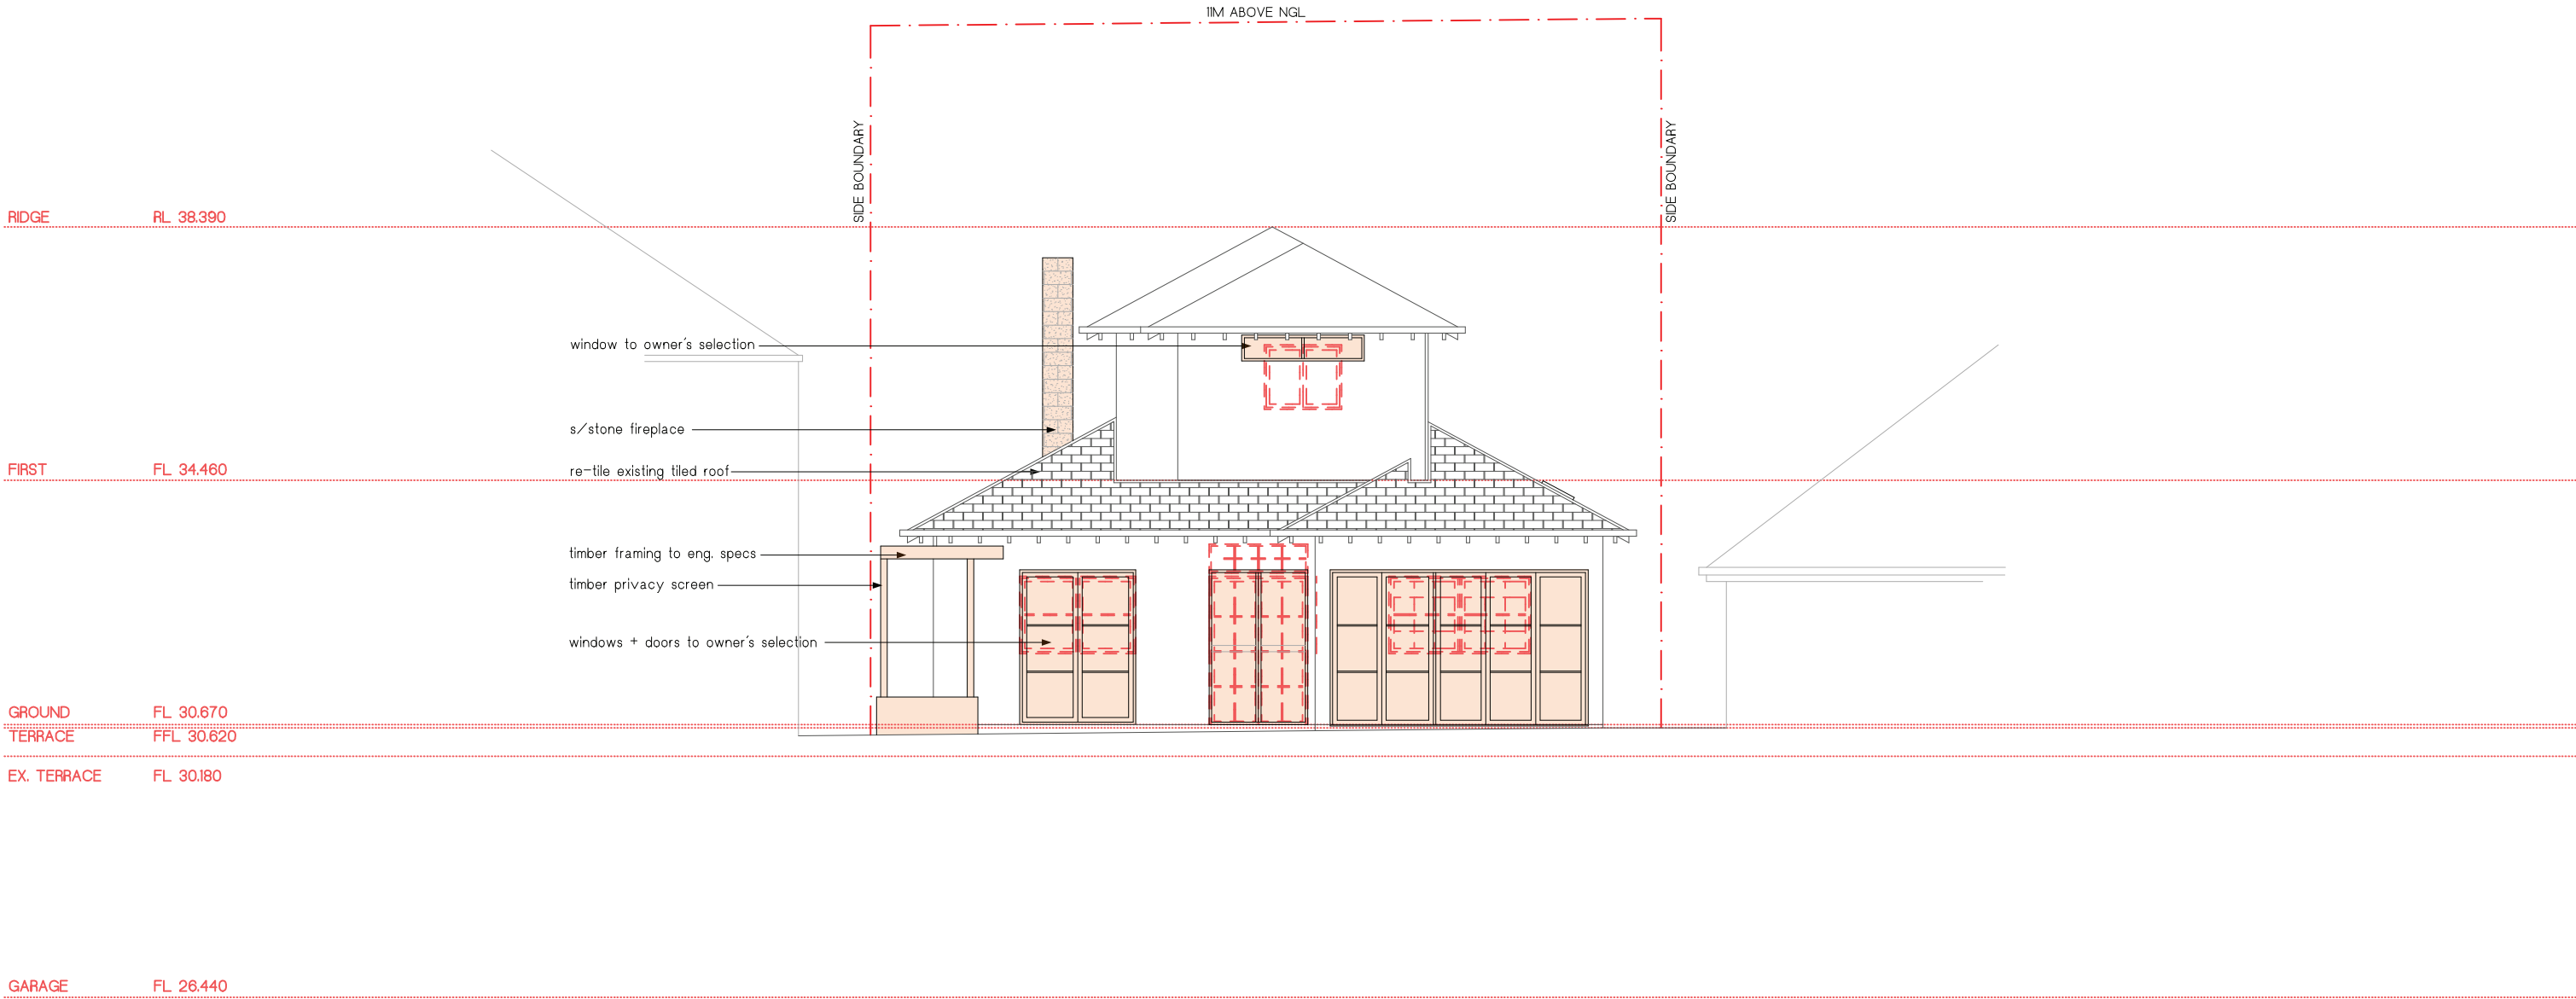 11M ABOVE NGL
SIDE BOUNDARY
SIDE BOUNDARY
RIDGE RL 38.390
window to owner's selection
s/stone fireplace
FIRST FL 34.460
re-tile existing tiled roof
timber framing to eng. specs
timber privacy screen
windows + doors to owner's selection
GROUND FL 30.670
TERRACE FFL 30.620
EX. TERRACE FL 30.180
GARAGE FL 26.440